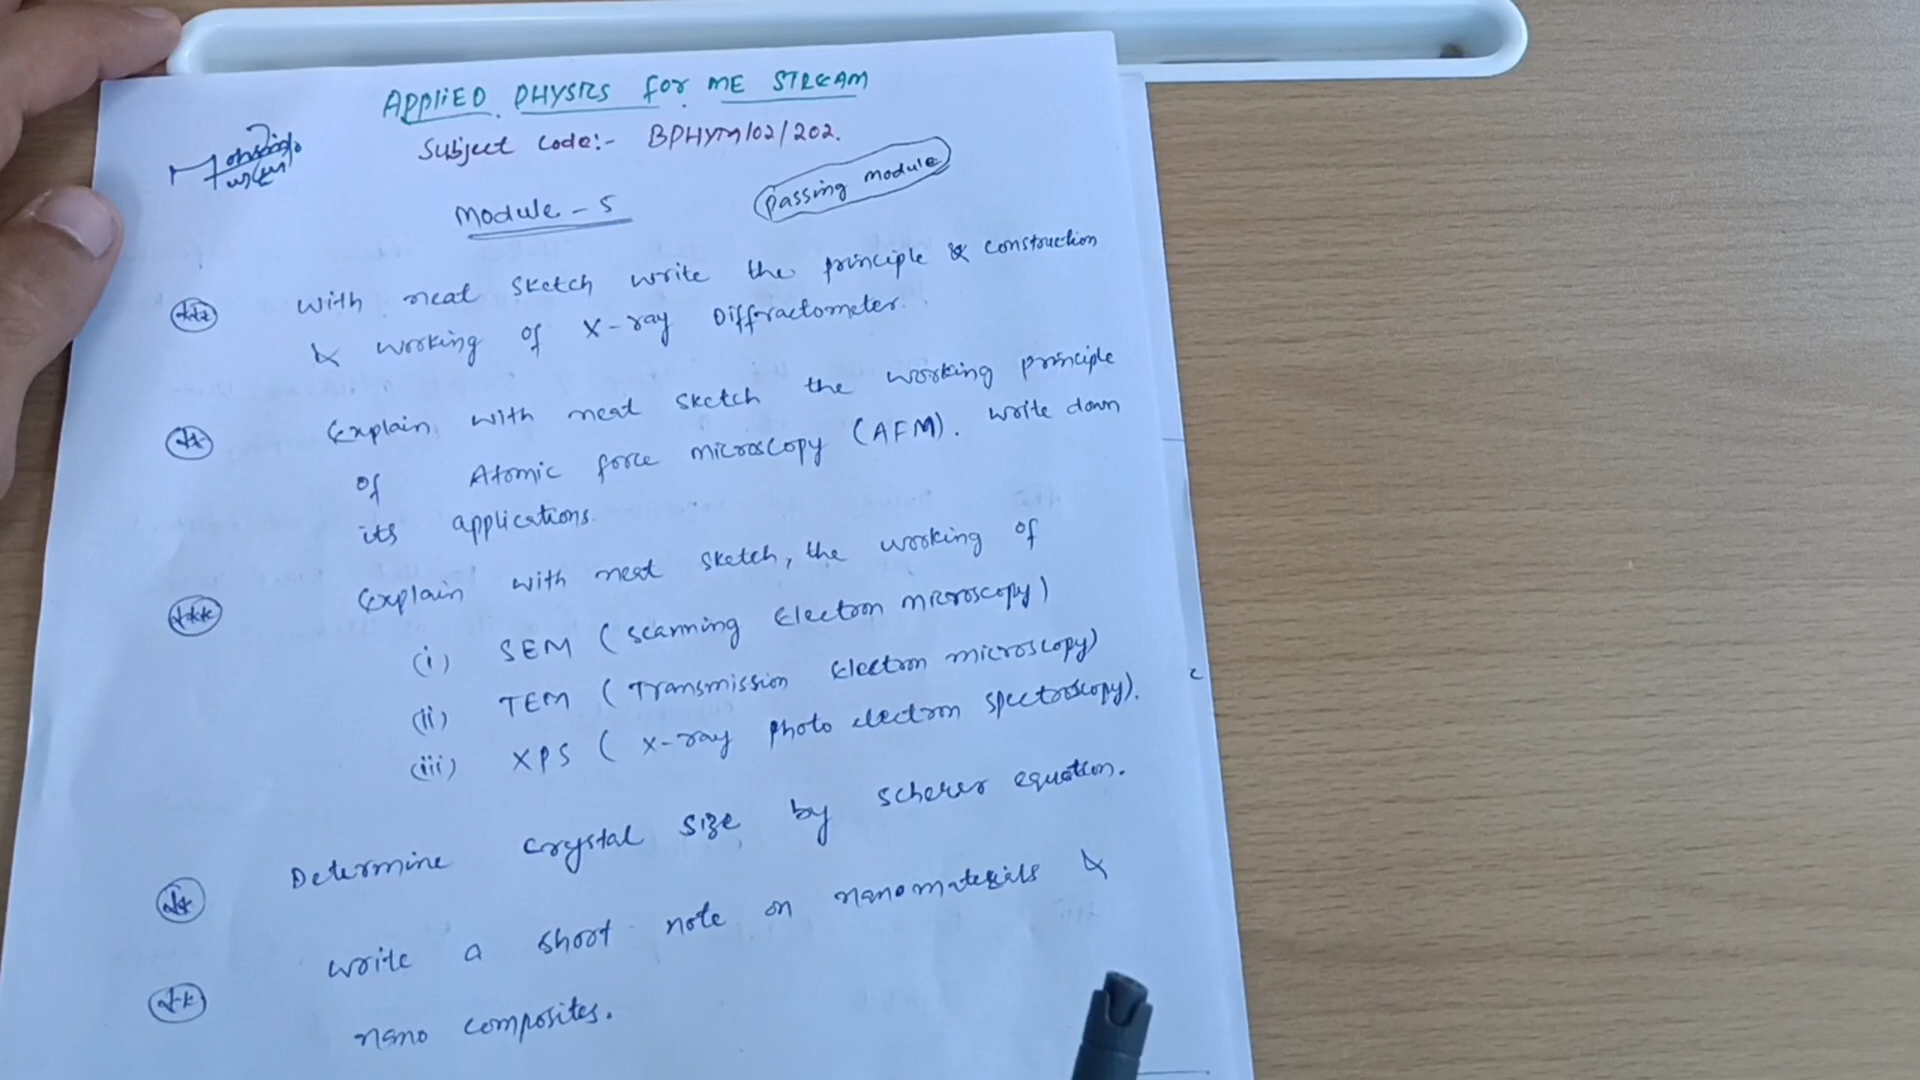 APPLIED PHYSICS for ME STREAM
Subject Code:- BPHYM102/202.
Module - 5
Passing module
With neat sketch write the principle & construction
& working of X-ray Diffractometer.
Explain with neat sketch the working principle
of Atomic force microscopy (AFM). write down
its applications.
Explain with neat sketch, the working of
(i) SEM (scanning Electron microscopy)
(ii) TEM (Transmission Electron microscopy)
(iii) XPS (X-ray photo electron spectroscopy).
Determine crystal size by scherer equation.
write a short note on nanomaterials &
nano composites.